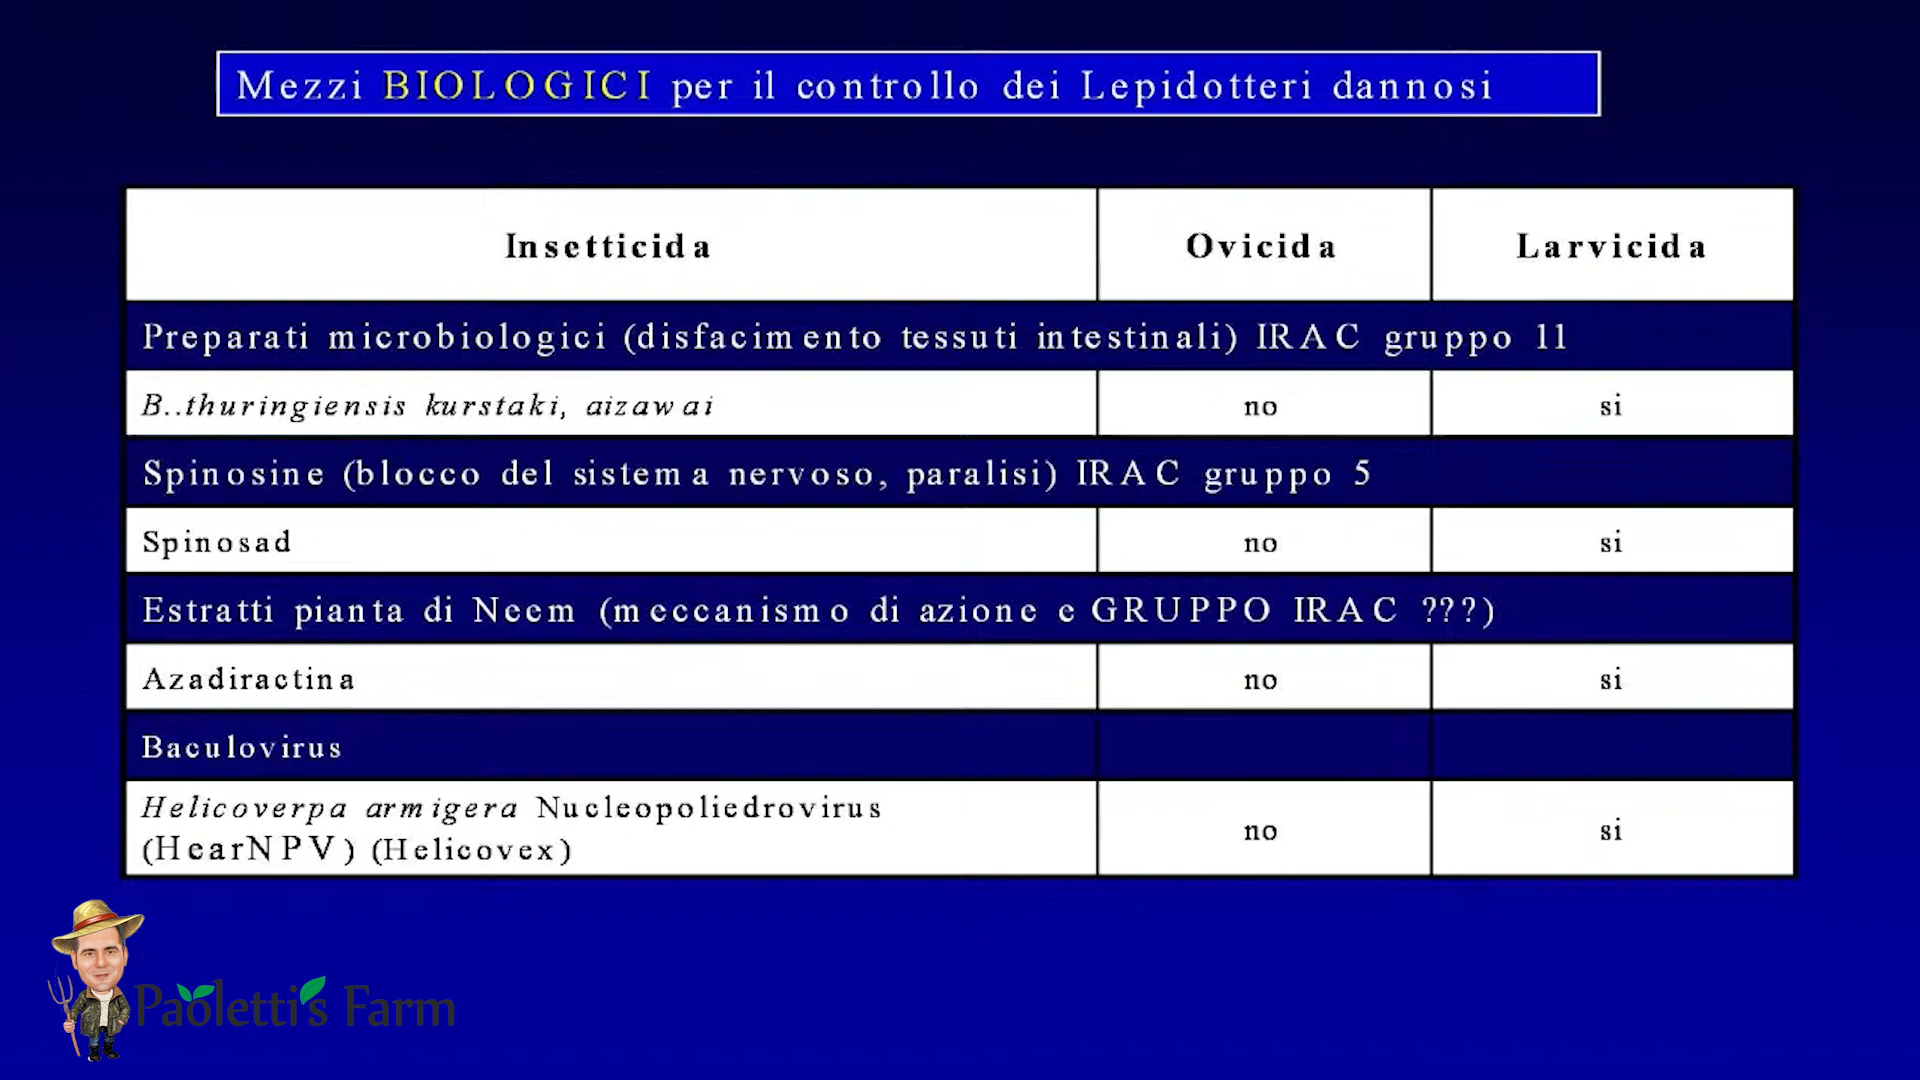 Mezzi BIOLOGICI per il controllo dei Lepidotteri dannosi
Insetticida Ovicida Larvicida
Preparati microbiologici (disfacimento tessuti intestinali) IRAC gruppo 11
B..thuringiensis kurstaki, aizawai no si
Spinosine (blocco del sistema nervoso, paralisi) IRAC gruppo 5
Spinosad no si
Estratti pianta di Neem (meccanismo di azione e GRUPPO IRAC ???)
Azadiractina no si
Baculovirus
Helicoverpa armigera Nucleopoliedrovirus
(HearNPV) (Helicovex) no si
Paoletti's Farm